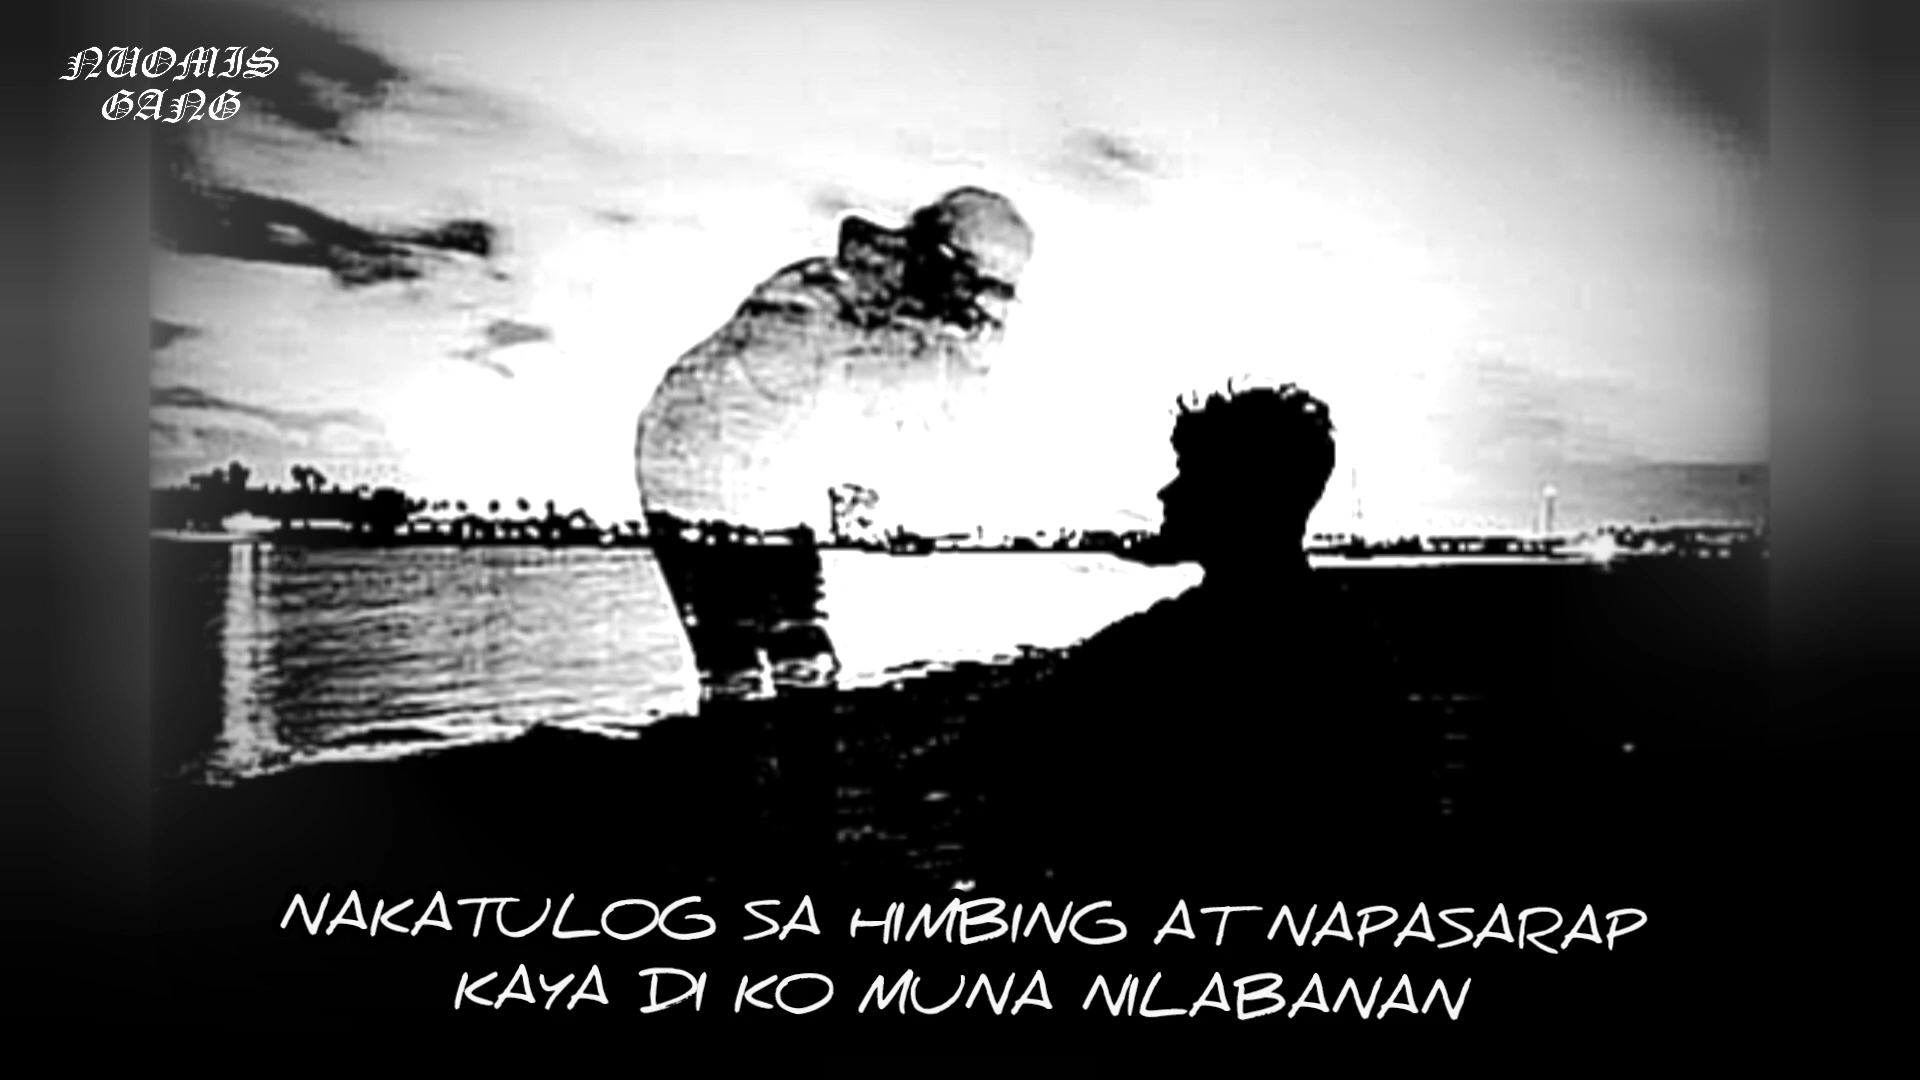 NUOMIS
GANG
NAKATULOG SA HIMBING AT NAPASARAP
KAYA DI KO MUNA NILABANAN